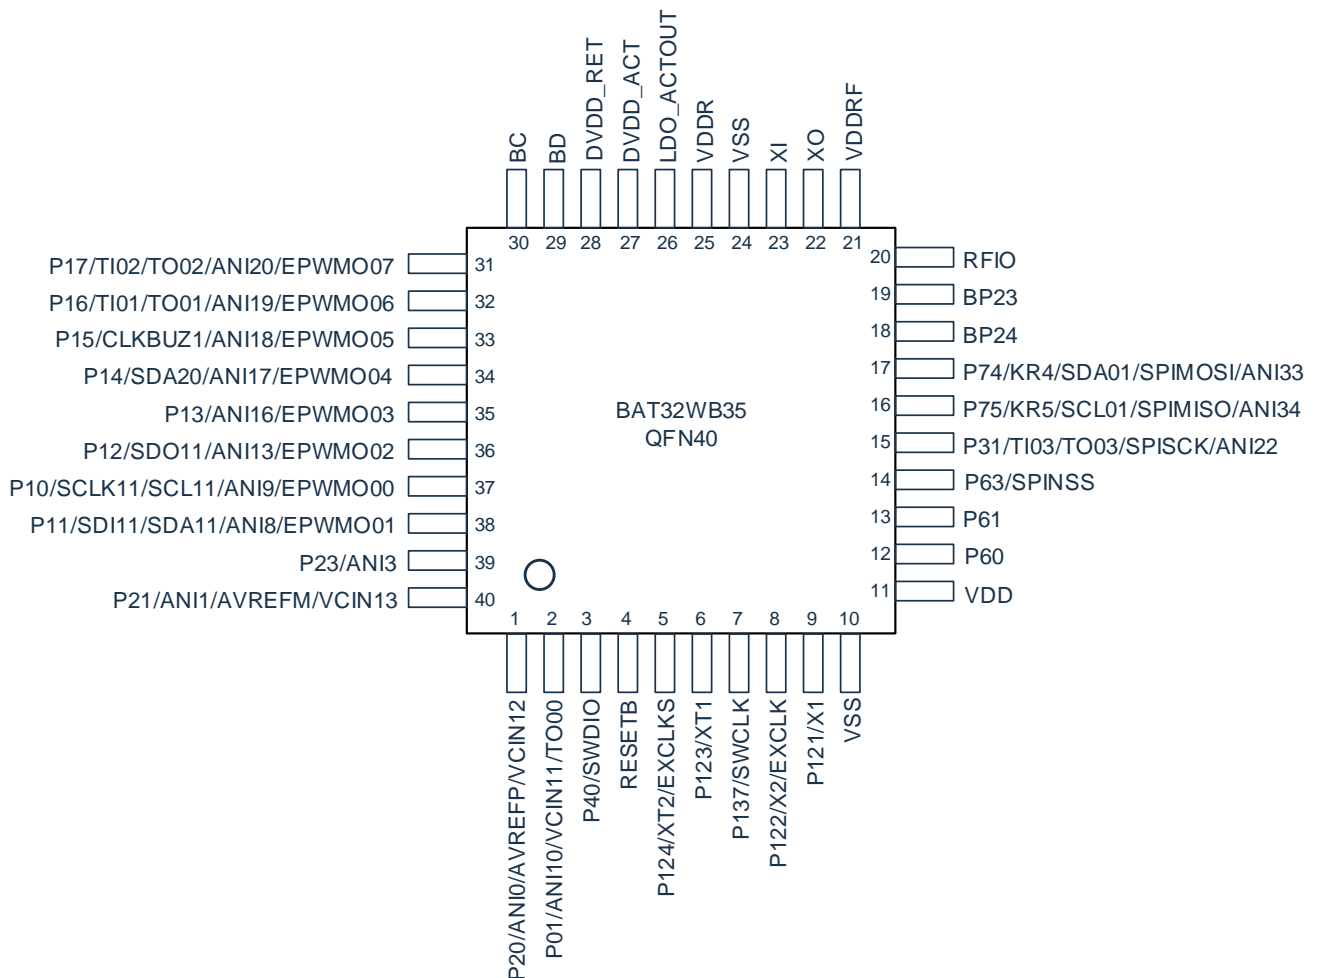 BC
BD
DVDD_RET
DVDD_ACT
LDO_ACTOUT
VDDR
VSS
XI
XO
VDDRF
30
29
28
27
26
25
24
23
22
21
P17/TI02/TO02/ANI20/EPWMO07
31
P16/TI01/TO01/ANI19/EPWMO06
32
P15/CLKBUZ1/ANI18/EPWMO05
33
P14/SDA20/ANI17/EPWMO04
34
P13/ANI16/EPWMO03
35
P12/SDO11/ANI13/EPWMO02
36
P10/SCLK11/SCL11/ANI9/EPWMO00
37
P11/SDI11/SDA11/ANI8/EPWMO01
38
P23/ANI3
39
P21/ANI1/AVREFM/VCIN13
40
BAT32WB35
QFN40
20
RFIO
19
BP23
18
BP24
17
P74/KR4/SDA01/SPIMOSI/ANI33
16
P75/KR5/SCL01/SPIMISO/ANI34
15
P31/TI03/TO03/SPISCK/ANI22
14
P63/SPINSS
13
P61
12
P60
11
VDD
1
2
3
4
5
6
7
8
9
10
P20/ANI0/AVREFP/VCIN12
P01/ANI10/VCIN11/TO00
P40/SWDIO
RESETB
P124/XT2/EXCLKS
P123/XT1
P137/SWCLK
P122/X2/EXCLK
P121/X1
VSS